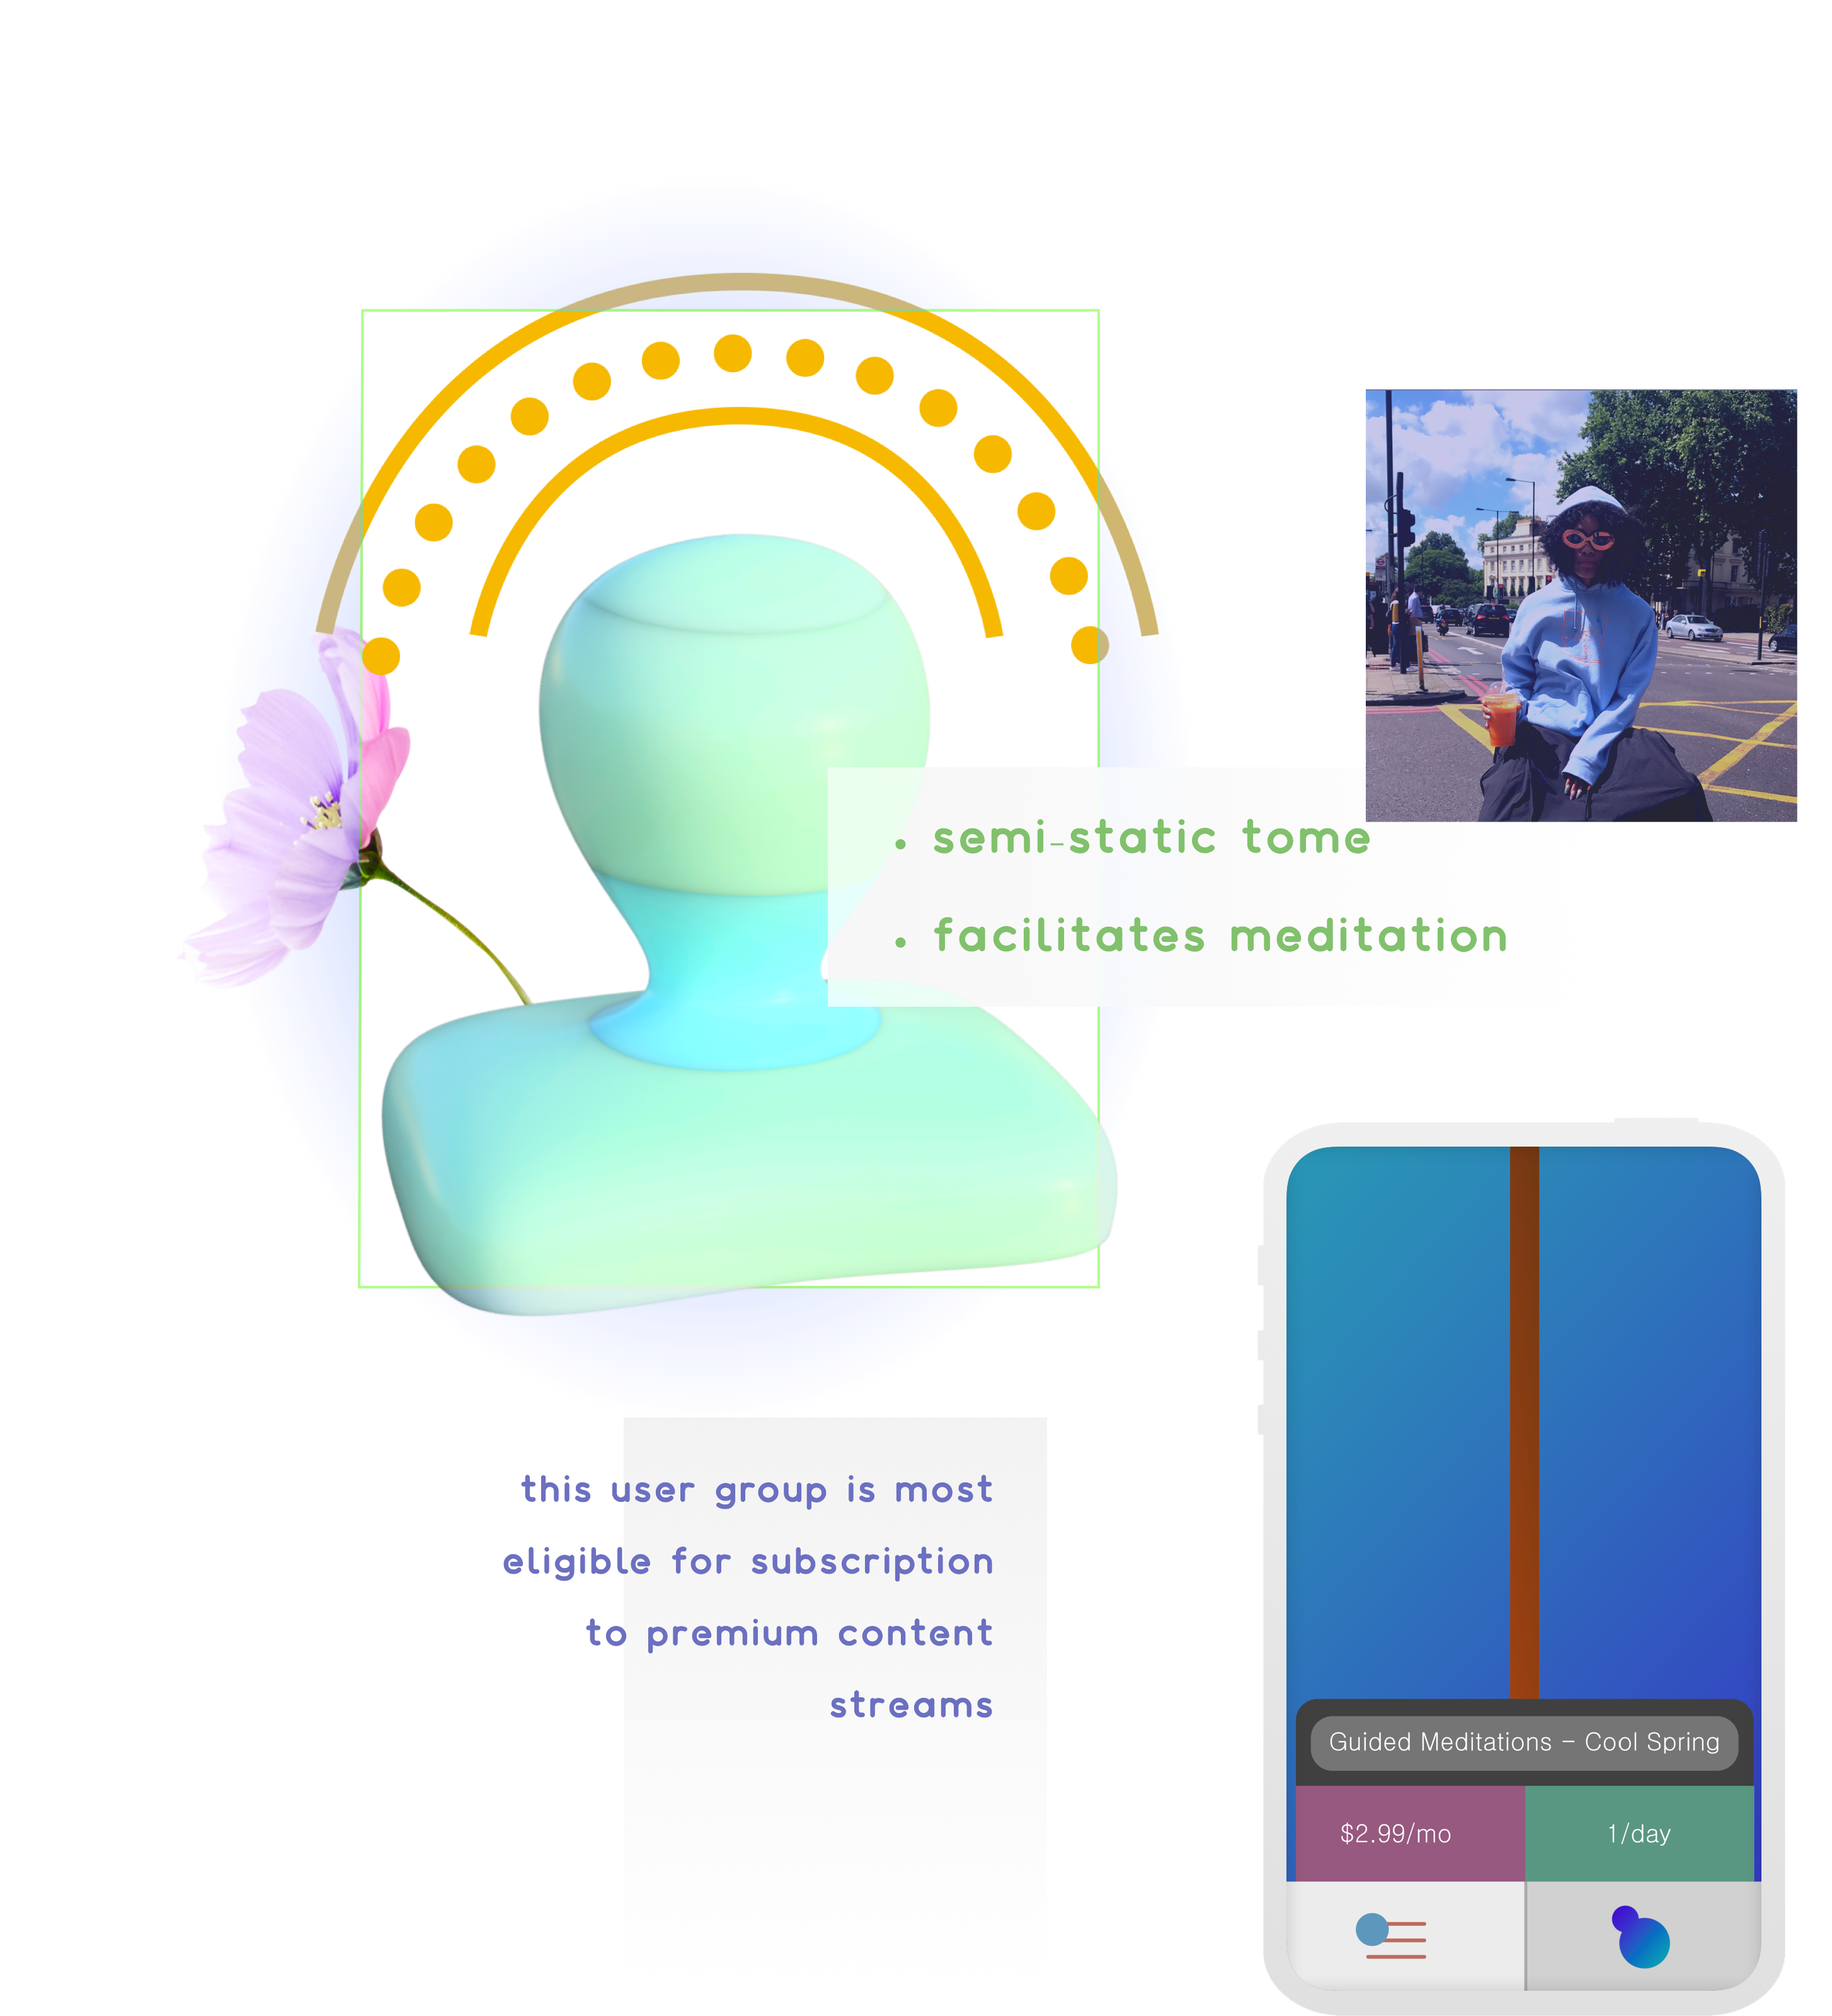 • semi-static tome
• facilitates meditation
this user group is most
eligible for subscription
to premium content
streams
Guided Meditations – Cool Spring
$2.99/mo
1/day